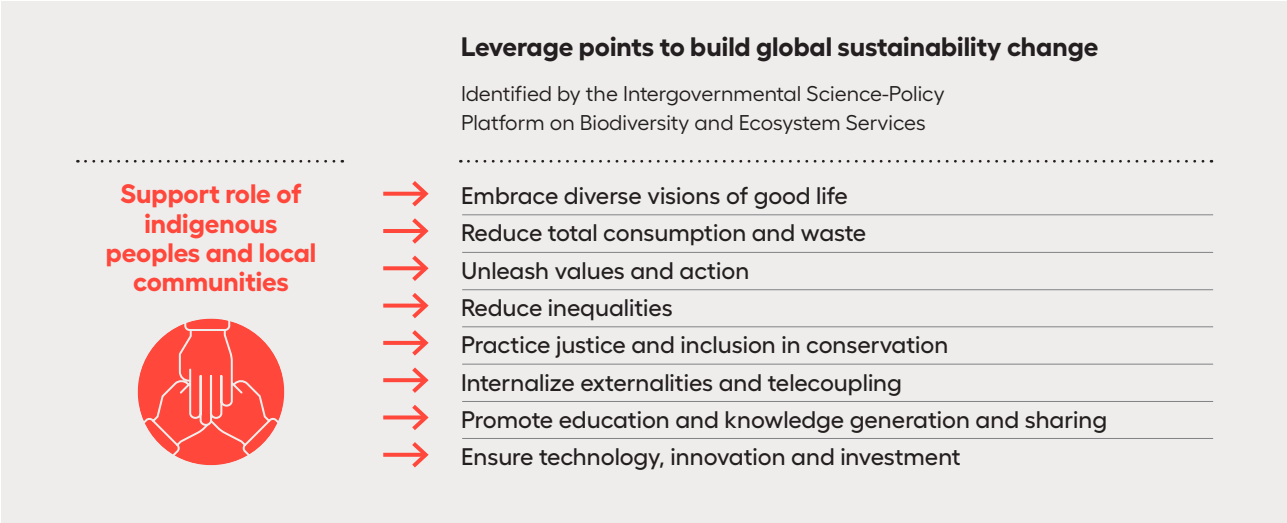 Leverage points to build global sustainability change
Identified by the Intergovernmental Science-Policy
Platform on Biodiversity and Ecosystem Services
Support role of
indigenous
peoples and local
communities
Embrace diverse visions of good life
Reduce total consumption and waste
Unleash values and action
Reduce inequalities
Practice justice and inclusion in conservation
Internalize externalities and telecoupling
Promote education and knowledge generation and sharing
Ensure technology, innovation and investment